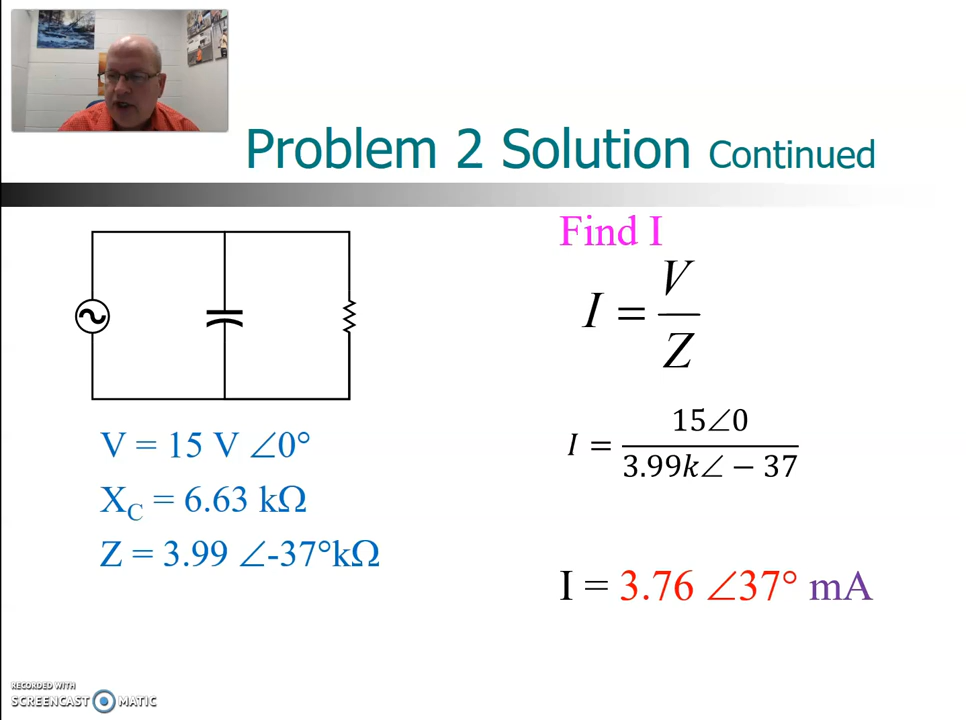 Problem 2 Solution Continued
Find I
I = V / Z
I = 15∠0 / 3.99k∠ − 37
V = 15 V ∠0°
X_C = 6.63 kΩ
Z = 3.99 ∠-37°kΩ
I = 3.76 ∠37° mA
RECORDED WITH
SCREENCAST MATIC